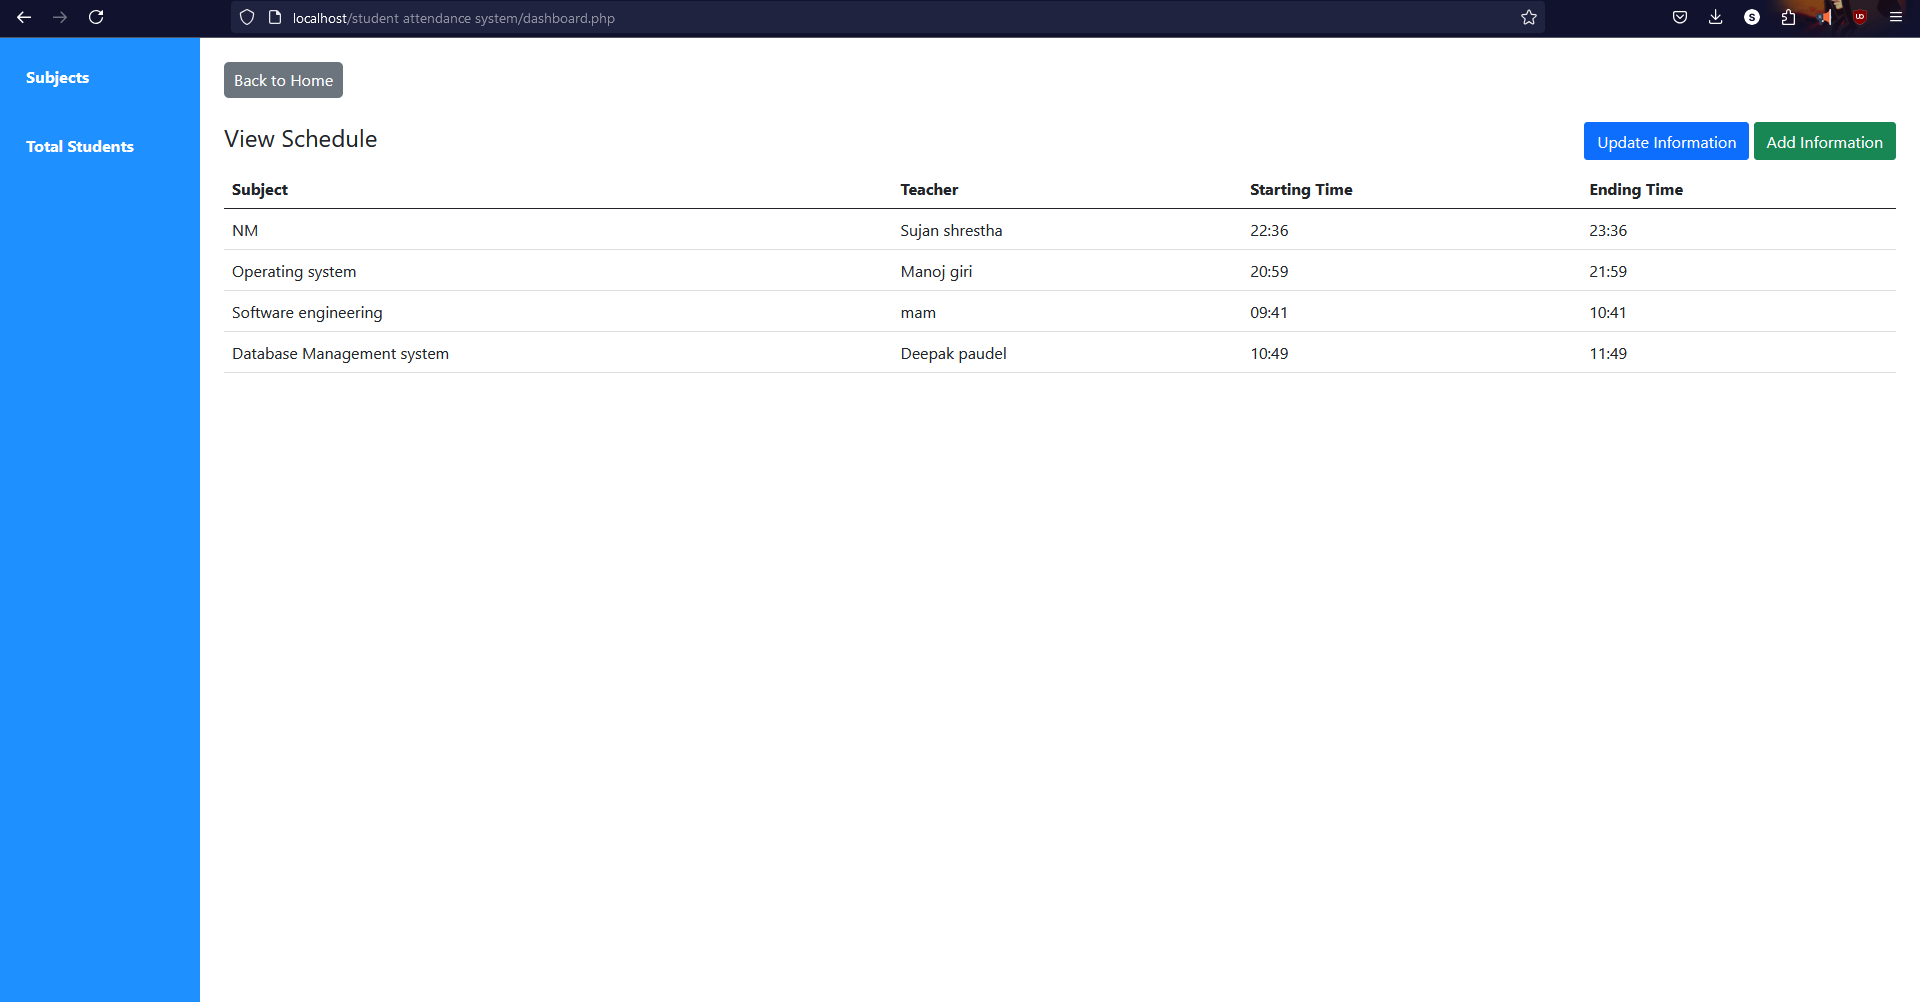 localhost/student attendance system/dashboard.php
S
UD
Subjects
Total Students
Back to Home
View Schedule
Update Information
Add Information
Subject Teacher Starting Time Ending Time
NM Sujan shrestha 22:36 23:36
Operating system Manoj giri 20:59 21:59
Software engineering mam 09:41 10:41
Database Management system Deepak paudel 10:49 11:49